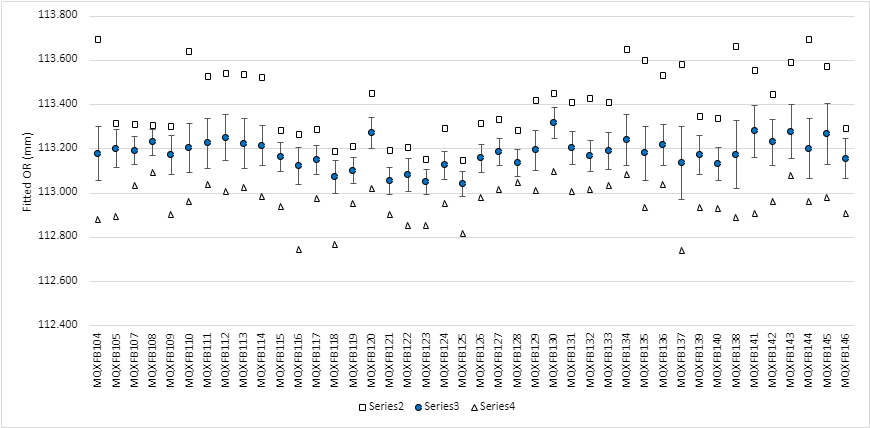 113.800
113.600
113.400
113.200
113.000
112.800
112.600
112.400
Fitted OR (mm)
MQXFB104
MQXFB105
MQXFB107
MQXFB108
MQXFB109
MQXFB110
MQXFB111
MQXFB112
MQXFB113
MQXFB114
MQXFB115
MQXFB116
MQXFB117
MQXFB118
MQXFB119
MQXFB120
MQXFB121
MQXFB122
MQXFB123
MQXFB124
MQXFB125
MQXFB126
MQXFB127
MQXFB128
MQXFB129
MQXFB130
MQXFB131
MQXFB132
MQXFB133
MQXFB134
MQXFB135
MQXFB136
MQXFB137
MQXFB139
MQXFB140
MQXFB138
MQXFB141
MQXFB142
MQXFB143
MQXFB144
MQXFB145
MQXFB146
Series2 Series3 Series4